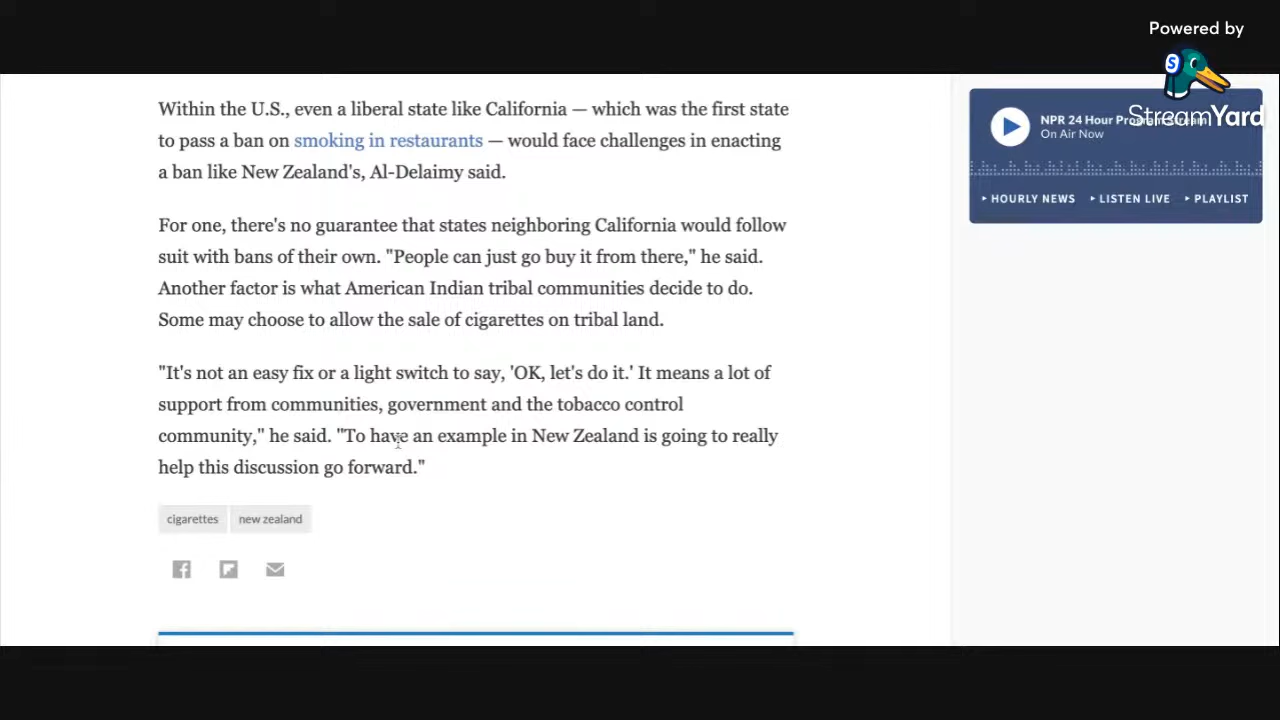 Powered by
StreamYard
Within the U.S., even a liberal state like California — which was the first state
to pass a ban on smoking in restaurants — would face challenges in enacting
a ban like New Zealand's, Al-Delaimy said.
For one, there's no guarantee that states neighboring California would follow
suit with bans of their own. "People can just go buy it from there," he said.
Another factor is what American Indian tribal communities decide to do.
Some may choose to allow the sale of cigarettes on tribal land.
"It's not an easy fix or a light switch to say, 'OK, let's do it.' It means a lot of
support from communities, government and the tobacco control
community," he said. "To have an example in New Zealand is going to really
help this discussion go forward."
cigarettes
new zealand
NPR 24 Hour
On Air Now
HOURLY NEWS
LISTEN LIVE
PLAYLIST